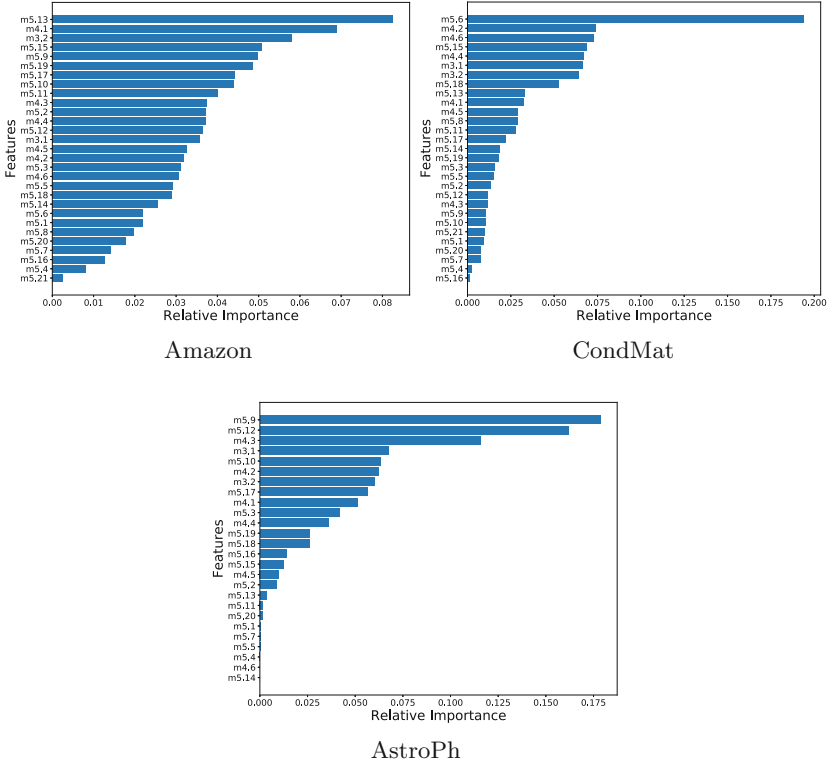 Features
m5,13
m4,1
m3,2
m5,15
m5,9
m5,19
m5,17
m5,10
m5,11
m4,3
m5,2
m4,4
m5,12
m3,1
m4,5
m4,2
m5,3
m4,6
m5,5
m5,18
m5,14
m5,6
m5,1
m5,8
m5,20
m5,7
m5,16
m5,4
m5,21
0.00 0.01 0.02 0.03 0.04 0.05 0.06 0.07 0.08
Relative Importance
Amazon
Features
m5,6
m4,2
m4,6
m5,15
m4,4
m3,1
m3,2
m5,18
m5,13
m4,1
m4,5
m5,8
m5,11
m5,17
m5,14
m5,19
m5,3
m5,5
m5,2
m5,12
m4,3
m5,9
m5,10
m5,21
m5,1
m5,20
m5,7
m5,4
m5,16
0.000 0.025 0.050 0.075 0.100 0.125 0.150 0.175 0.200
Relative Importance
CondMat
Features
m5,9
m5,12
m4,3
m3,1
m5,10
m4,2
m3,2
m5,17
m4,1
m5,3
m4,4
m5,19
m5,18
m5,16
m5,15
m4,5
m5,2
m5,13
m5,11
m5,20
m5,1
m5,7
m5,5
m5,4
m4,6
m5,14
0.000 0.025 0.050 0.075 0.100 0.125 0.150 0.175
Relative Importance
AstroPh